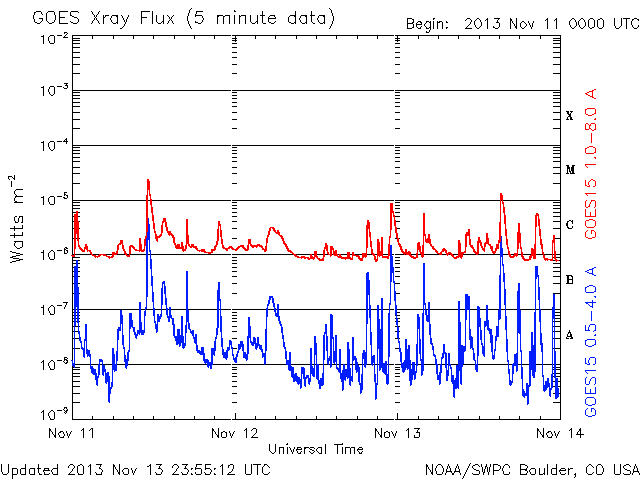 GOES Xray Flux (5 minute data)
Begin: 2013 Nov 11 0000 UTC
10-2
10-3
10-4
10-5
10-6
10-7
10-8
10-9
Watts m-2
X
M
C
B
A
GOES15 1.0-8.0 A
GOES15 0.5-4.0 A
Nov 11
Nov 12
Nov 13
Nov 14
Universal Time
Updated 2013 Nov 13 23:55:12 UTC
NOAA/SWPC Boulder, CO USA